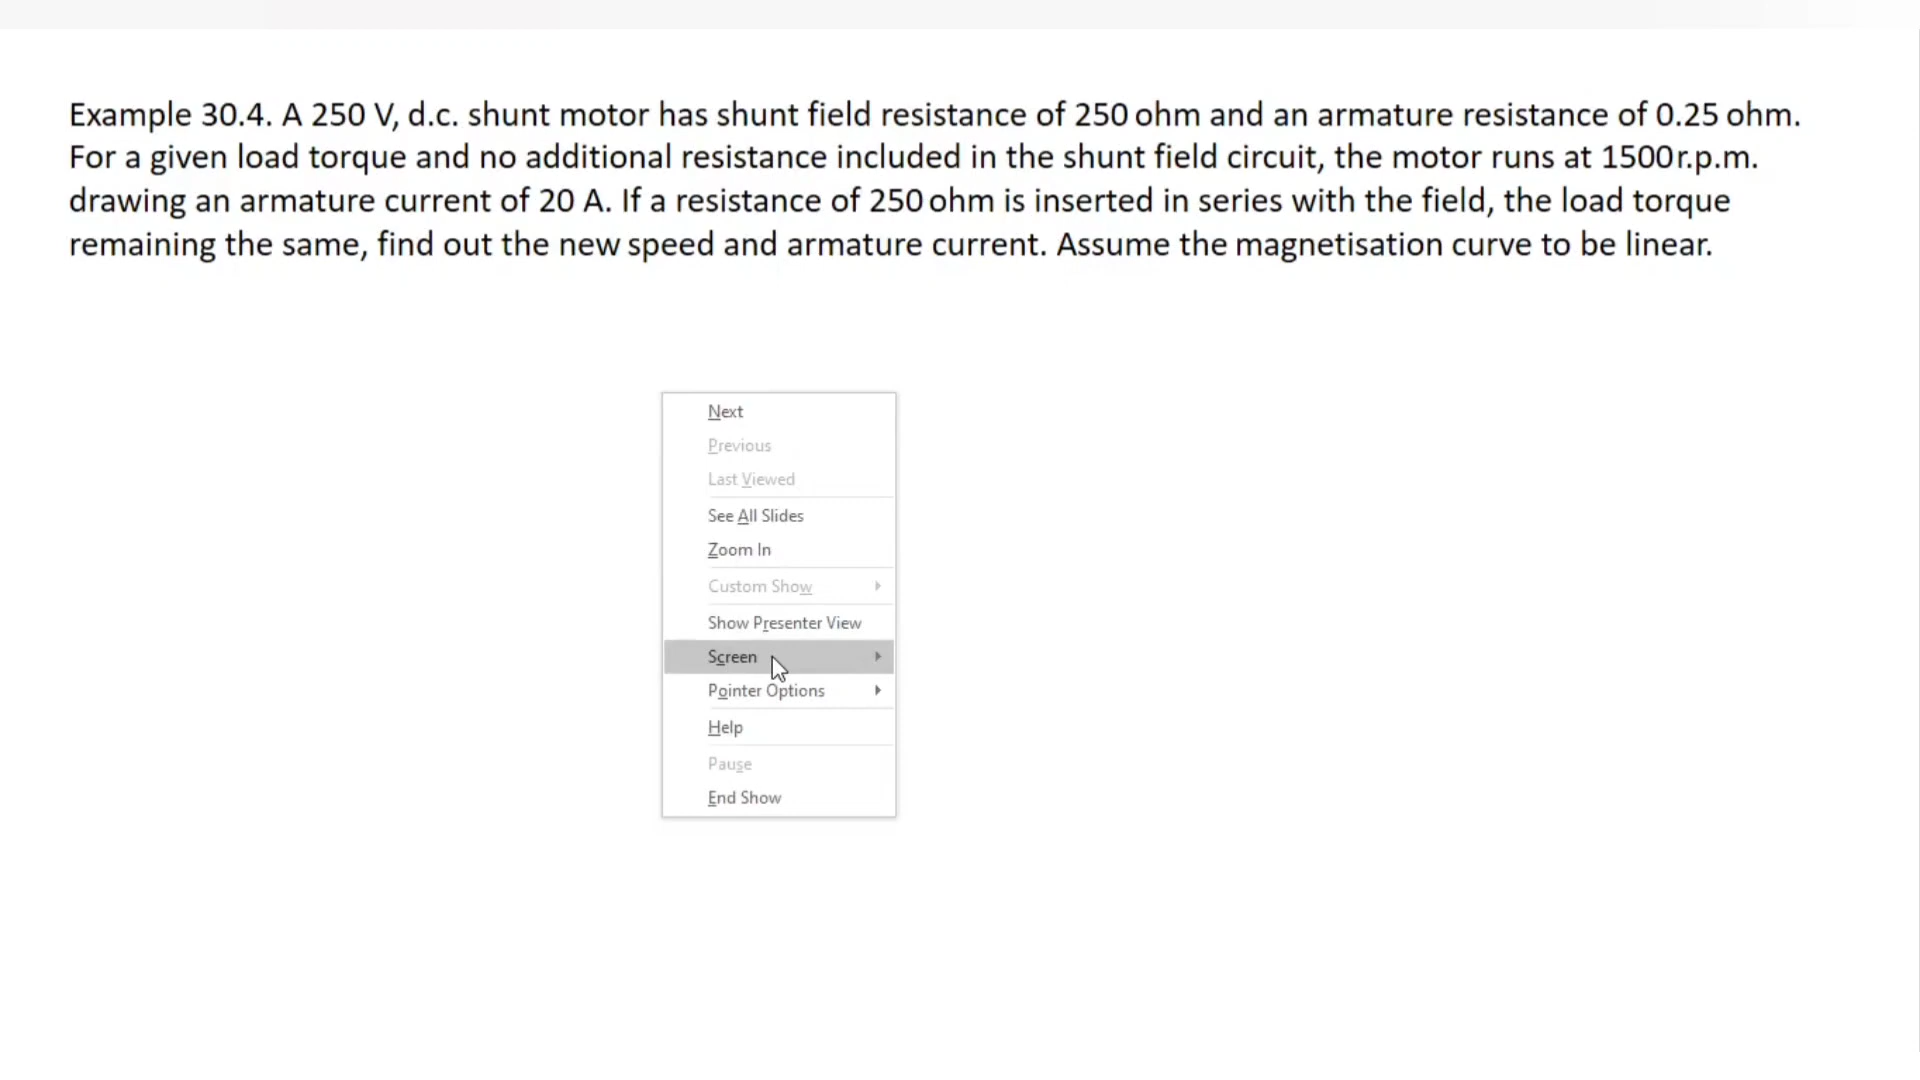 Example 30.4. A 250 V, d.c. shunt motor has shunt field resistance of 250 ohm and an armature resistance of 0.25 ohm.
For a given load torque and no additional resistance included in the shunt field circuit, the motor runs at 1500 r.p.m.
drawing an armature current of 20 A. If a resistance of 250 ohm is inserted in series with the field, the load torque
remaining the same, find out the new speed and armature current. Assume the magnetisation curve to be linear.
Next
Previous
Last Viewed
See All Slides
Zoom In
Custom Show
Show Presenter View
Screen
Pointer Options
Help
Pause
End Show